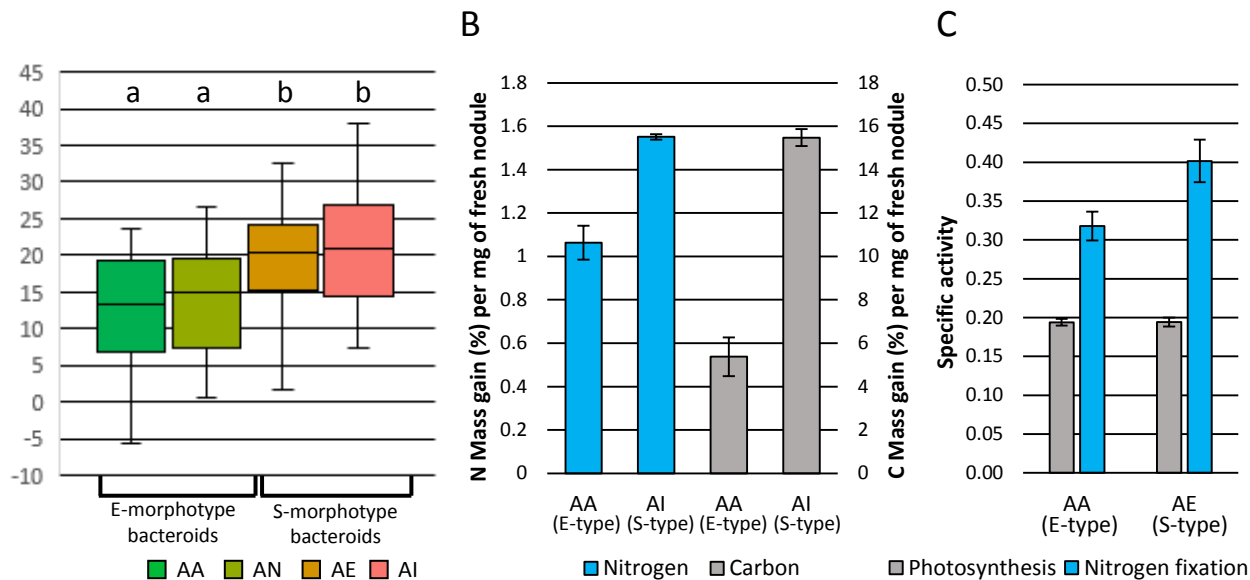 B
C
45
40
35
30
25
20
15
10
5
0
-5
-10
a a b b
E-morphotype
bacteroids
S-morphotype
bacteroids
AA AN AE AI
N Mass gain (%) per mg of fresh nodule
1.8
1.6
1.4
1.2
1
0.8
0.6
0.4
0.2
0
18
16
14
12
10
8
6
4
2
0
C Mass gain (%) per mg of fresh nodule
AA AI AA AI
(E-type) (S-type) (E-type) (S-type)
Nitrogen Carbon
Specific activity
0.50
0.45
0.40
0.35
0.30
0.25
0.20
0.15
0.10
0.05
0.00
AA AE
(E-type) (S-type)
Photosynthesis Nitrogen fixation